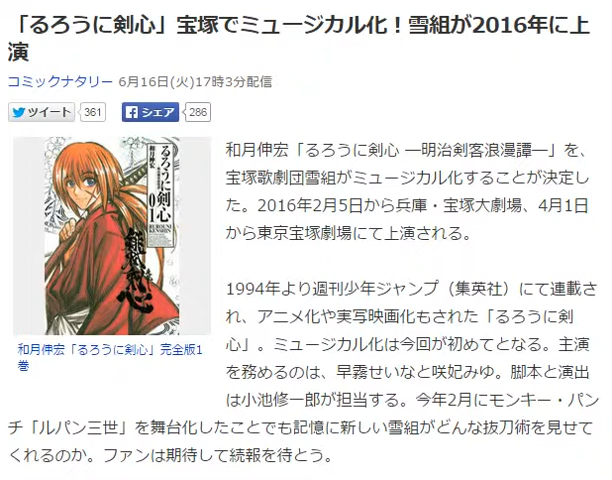 「るろうに剣心」宝塚でミュージカル化！雪組が2016年に上
演
コミックナタリー 6月16日(火)17時3分配信
ツイート 361 シェア 286
和月伸宏
るろうに剣心
01
RUROUNI
KENSHIN
和月伸宏「るろうに剣心」完全版1
巻
和月伸宏「るろうに剣心 ―明治剣客浪漫譚―」を、
宝塚歌劇団雪組がミュージカル化することが決定し
た。2016年2月5日から兵庫・宝塚大劇場、4月1日
から東京宝塚劇場にて上演される。
1994年より週刊少年ジャンプ（集英社）にて連載さ
れ、アニメ化や実写映画化もされた「るろうに剣
心」。ミュージカル化は今回が初めてとなる。主演
を務めるのは、早霧せいなと咲妃みゆ。脚本と演出
は小池修一郎が担当する。今年2月にモンキー・パン
チ「ルパン三世」を舞台化したことでも記憶に新しい雪組がどんな抜刀術を見せて
くれるのか。ファンは期待して続報を待とう。